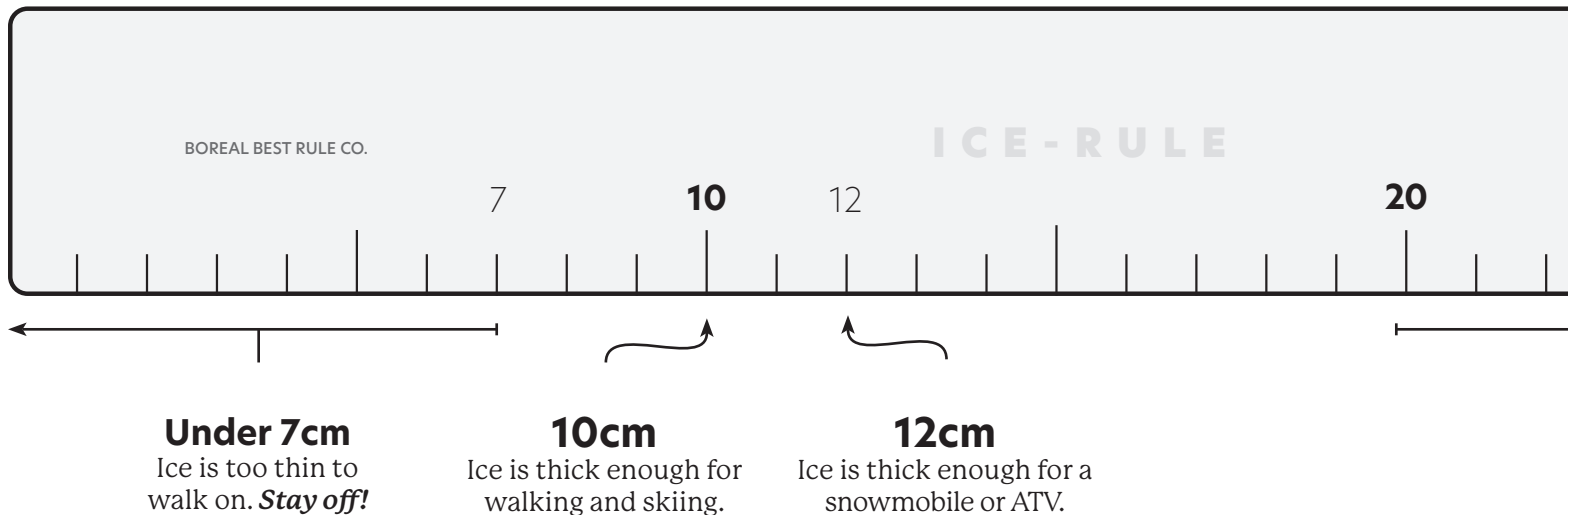 BOREAL BEST RULE CO.
ICE-RULE
7
10
12
20
Under 7cm
Ice is too thin to
walk on. Stay off!
10cm
Ice is thick enough for
walking and skiing.
12cm
Ice is thick enough for a
snowmobile or ATV.